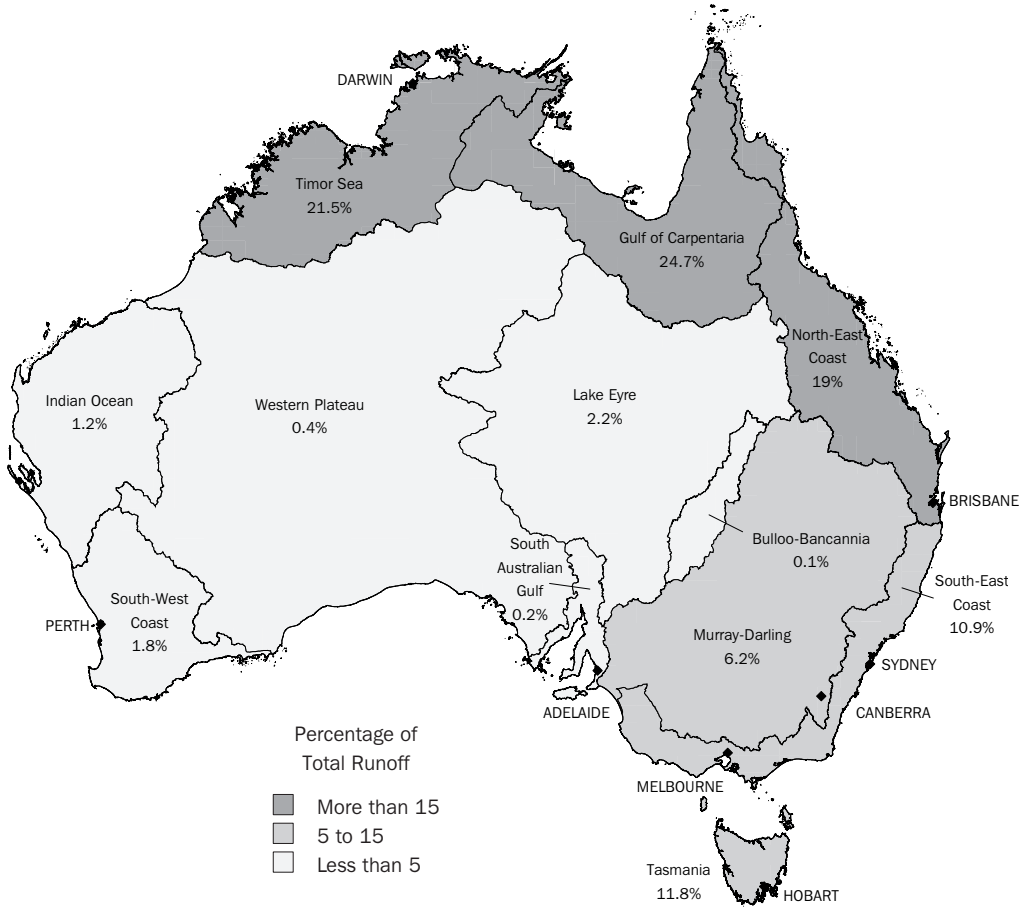 DARWIN
Timor Sea
21.5%
Gulf of Carpentaria
24.7%
North-East
Coast
19%
Indian Ocean
1.2%
Western Plateau
0.4%
Lake Eyre
2.2%
BRISBANE
Bulloo-Bancannia
0.1%
South
Australian
Gulf
0.2%
South-East
Coast
10.9%
South-West
Coast
1.8%
PERTH
Murray-Darling
6.2%
SYDNEY
ADELAIDE
CANBERRA
Percentage of
Total Runoff
More than 15
5 to 15
Less than 5
MELBOURNE
Tasmania
11.8%
HOBART